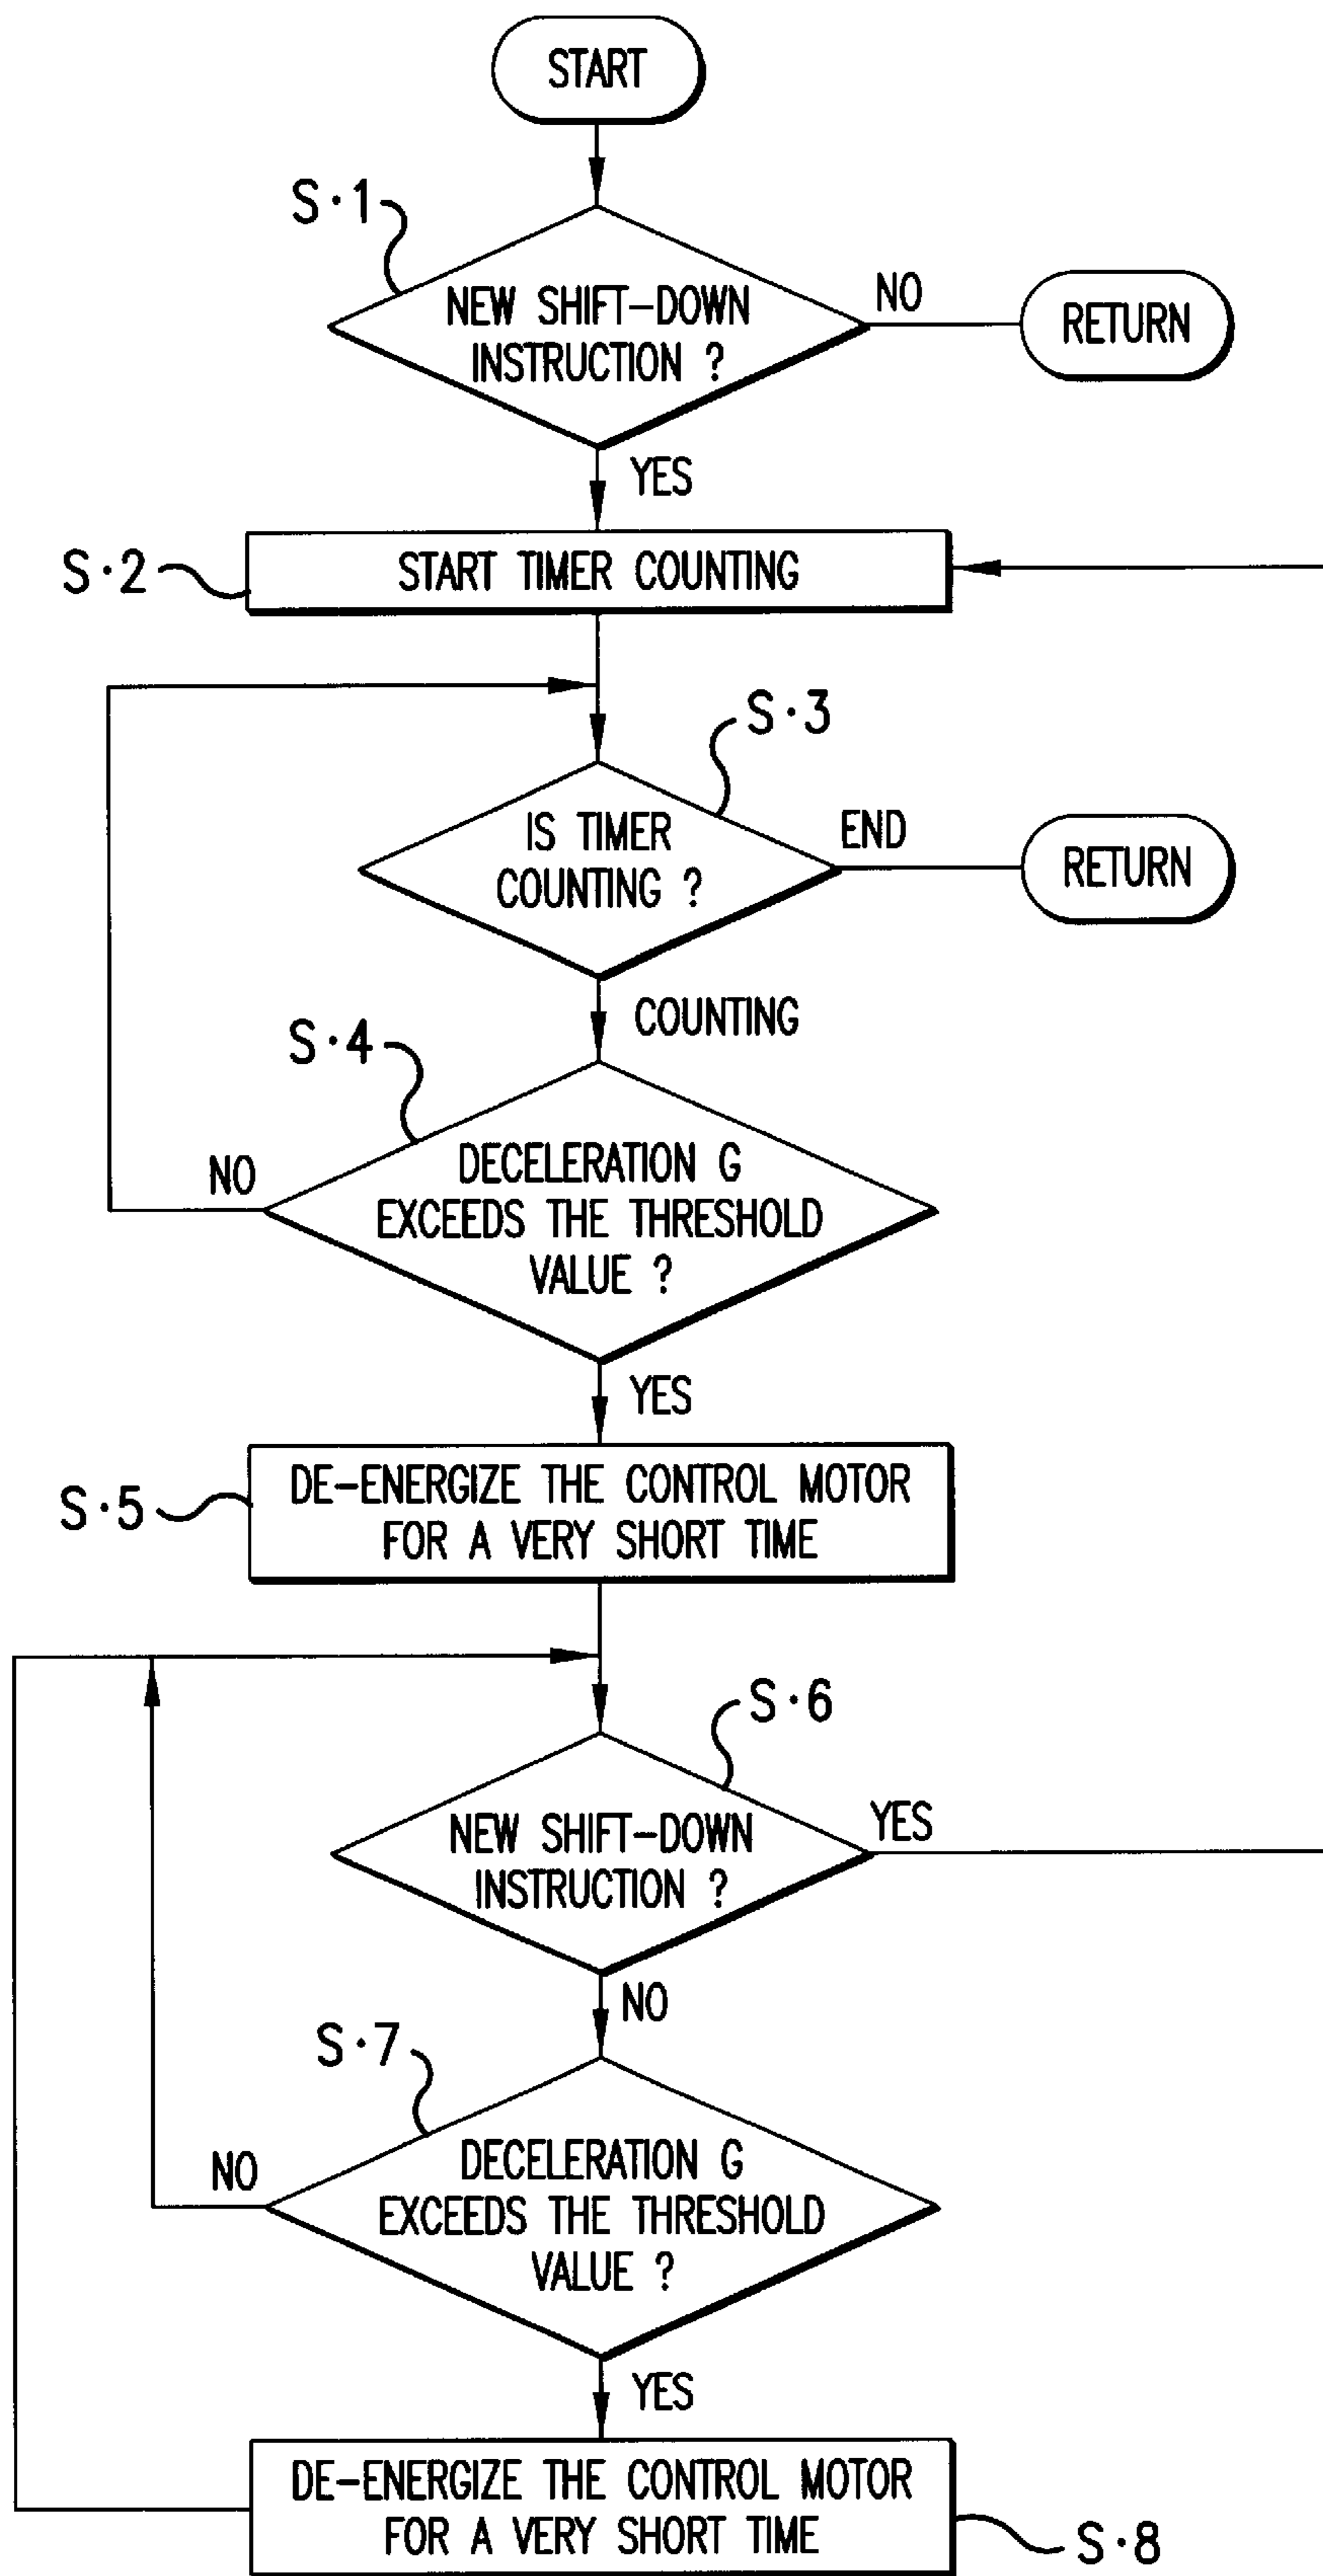 START
S·1
NEW SHIFT-DOWN
INSTRUCTION ?
NO
RETURN
YES
S·2
START TIMER COUNTING
S·3
IS TIMER
COUNTING ?
END
RETURN
COUNTING
S·4
DECELERATION G
EXCEEDS THE THRESHOLD
VALUE ?
NO
YES
S·5
DE-ENERGIZE THE CONTROL MOTOR
FOR A VERY SHORT TIME
S·6
NEW SHIFT-DOWN
INSTRUCTION ?
YES
NO
S·7
DECELERATION G
EXCEEDS THE THRESHOLD
VALUE ?
NO
YES
DE-ENERGIZE THE CONTROL MOTOR
FOR A VERY SHORT TIME
S·8